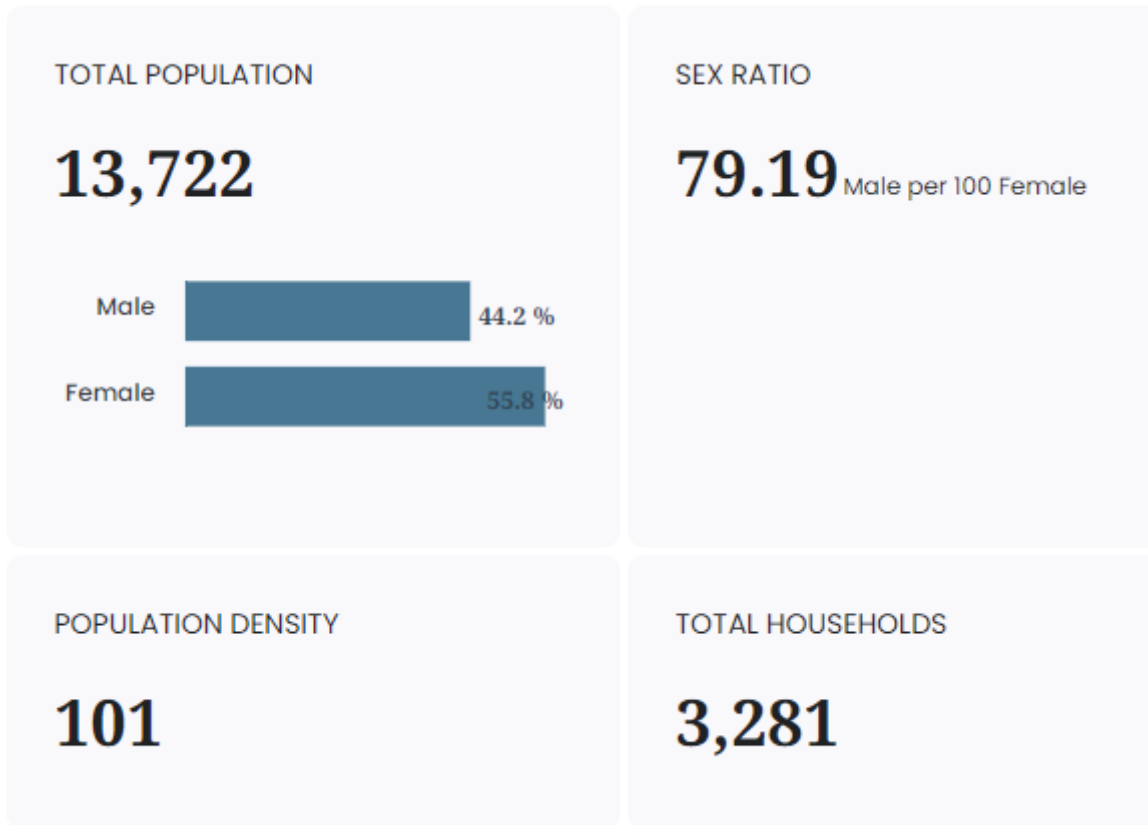 TOTAL POPULATION
13,722
Male 44.2 %
Female 55.8 %
SEX RATIO
79.19 Male per 100 Female
POPULATION DENSITY
101
TOTAL HOUSEHOLDS
3,281